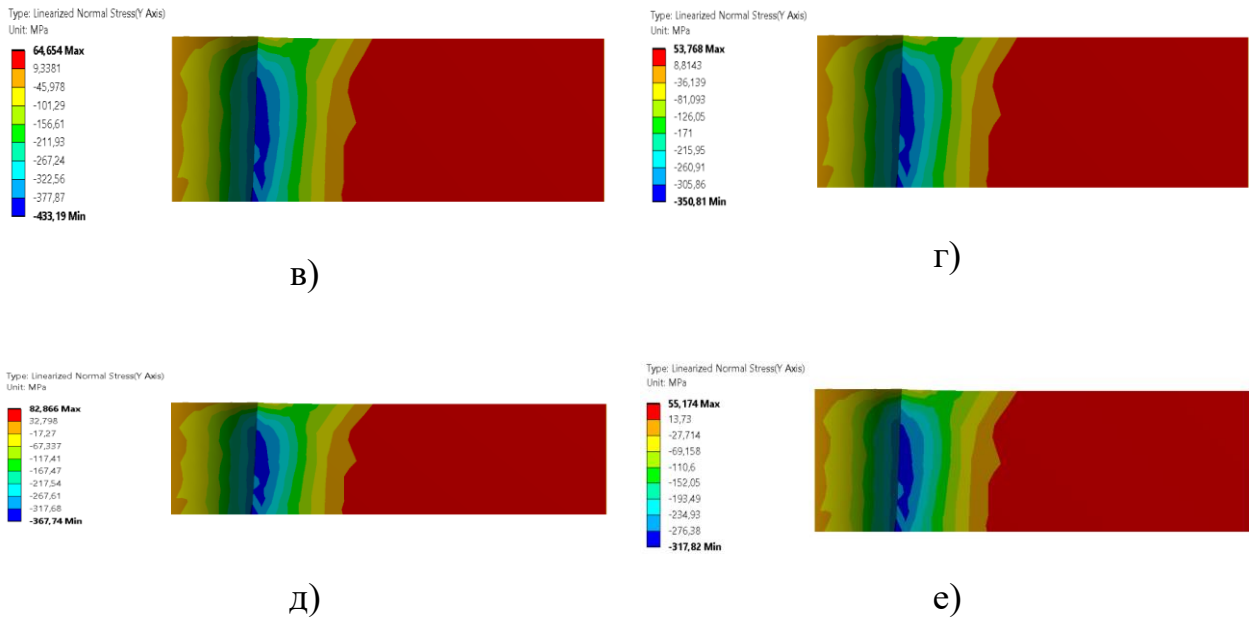 Type: Linearized Normal Stress(Y Axis)
Unit: MPa
64,654 Max
9,3381
-45,978
-101,29
-156,61
-211,93
-267,24
-322,56
-377,87
-433,19 Min
в)
Type: Linearized Normal Stress(Y Axis)
Unit: MPa
53,768 Max
8,8143
-36,139
-81,093
-126,05
-171
-215,95
-260,91
-305,86
-350,81 Min
г)
Type: Linearized Normal Stress(Y Axis)
Unit: MPa
82,866 Max
32,798
-17,27
-67,337
-117,41
-167,47
-217,54
-267,61
-317,68
-367,74 Min
д)
Type: Linearized Normal Stress(Y Axis)
Unit: MPa
55,174 Max
13,73
-27,714
-69,158
-110,6
-152,05
-193,49
-234,93
-276,38
-317,82 Min
е)